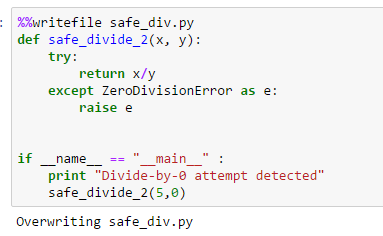 :
%%writefile safe_div.py
def safe_divide_2(x, y):
    try:
        return x/y
    except ZeroDivisionError as e:
        raise e
if __name__ == "__main__" :
    print "Divide-by-0 attempt detected"
    safe_divide_2(5,0)
Overwriting safe_div.py